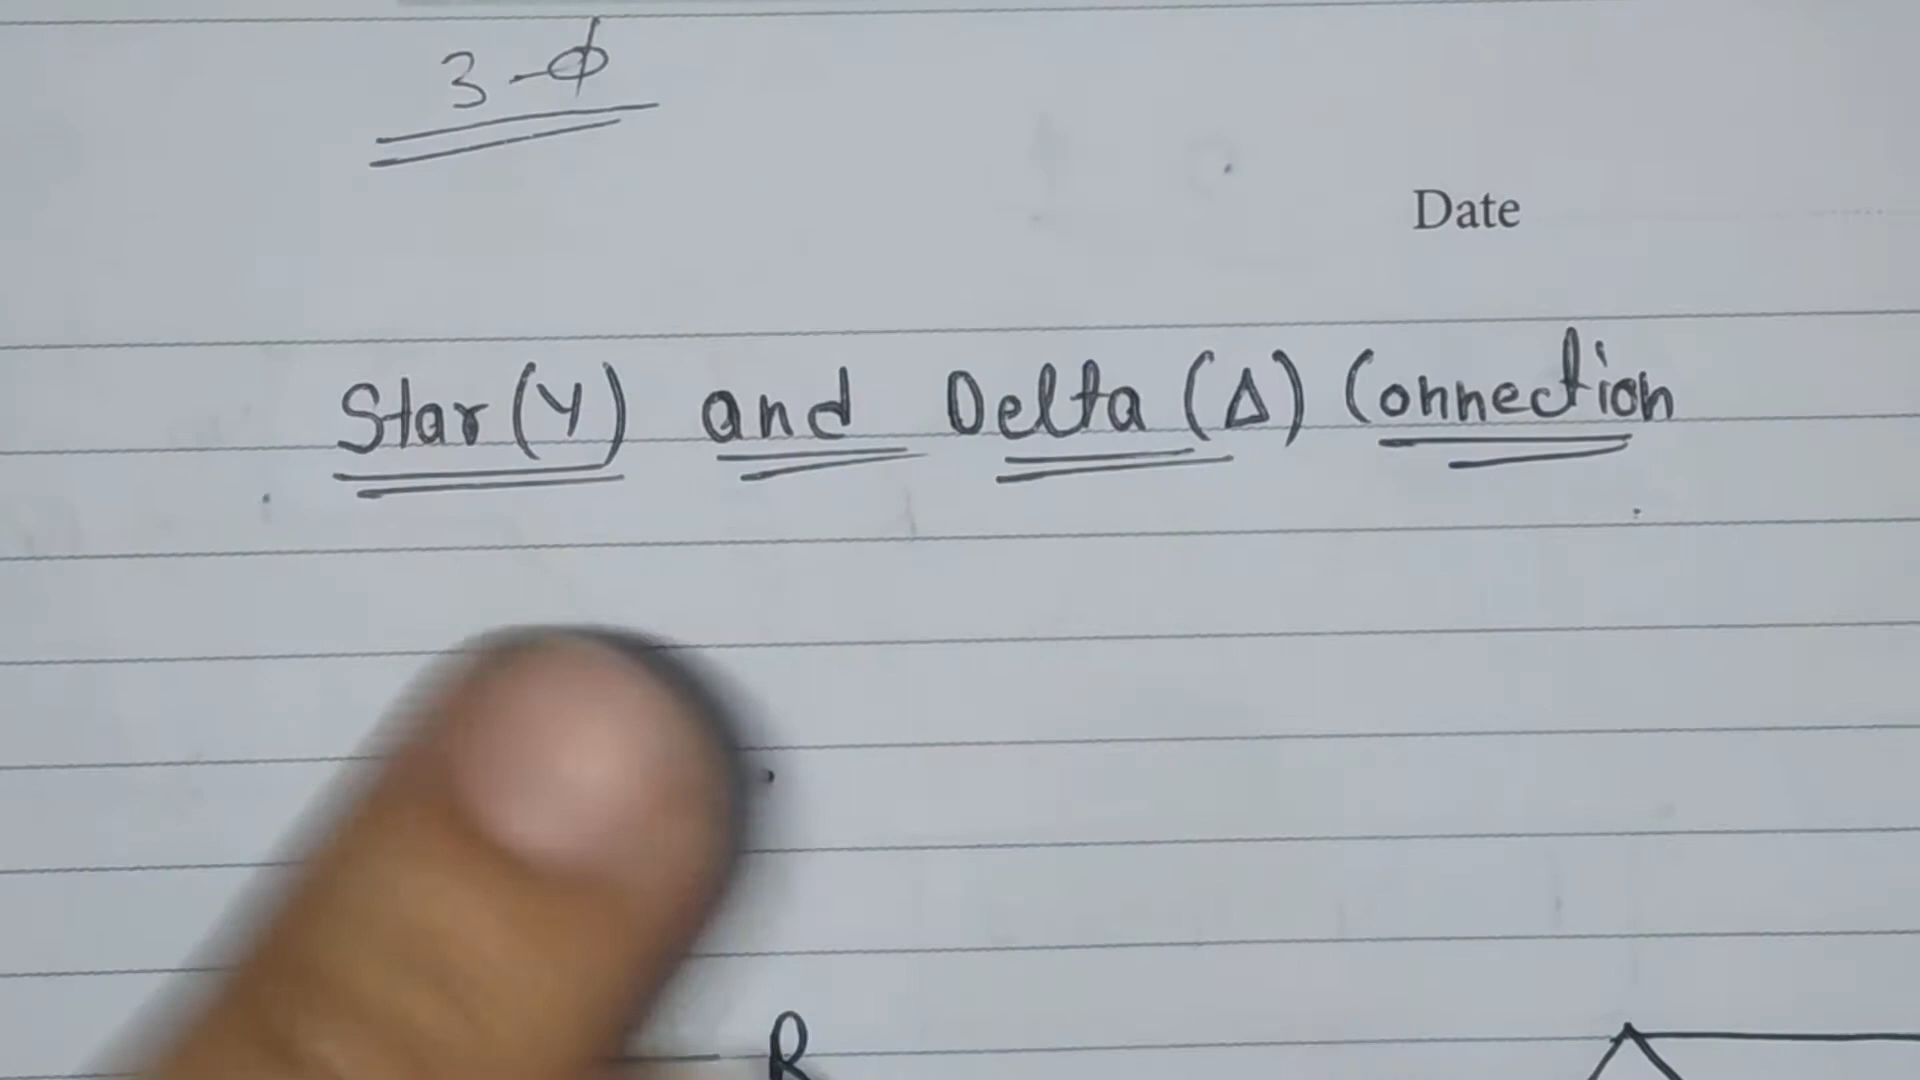 3-ϕ
Date
Star(Y) and Delta (Δ) Connection
R